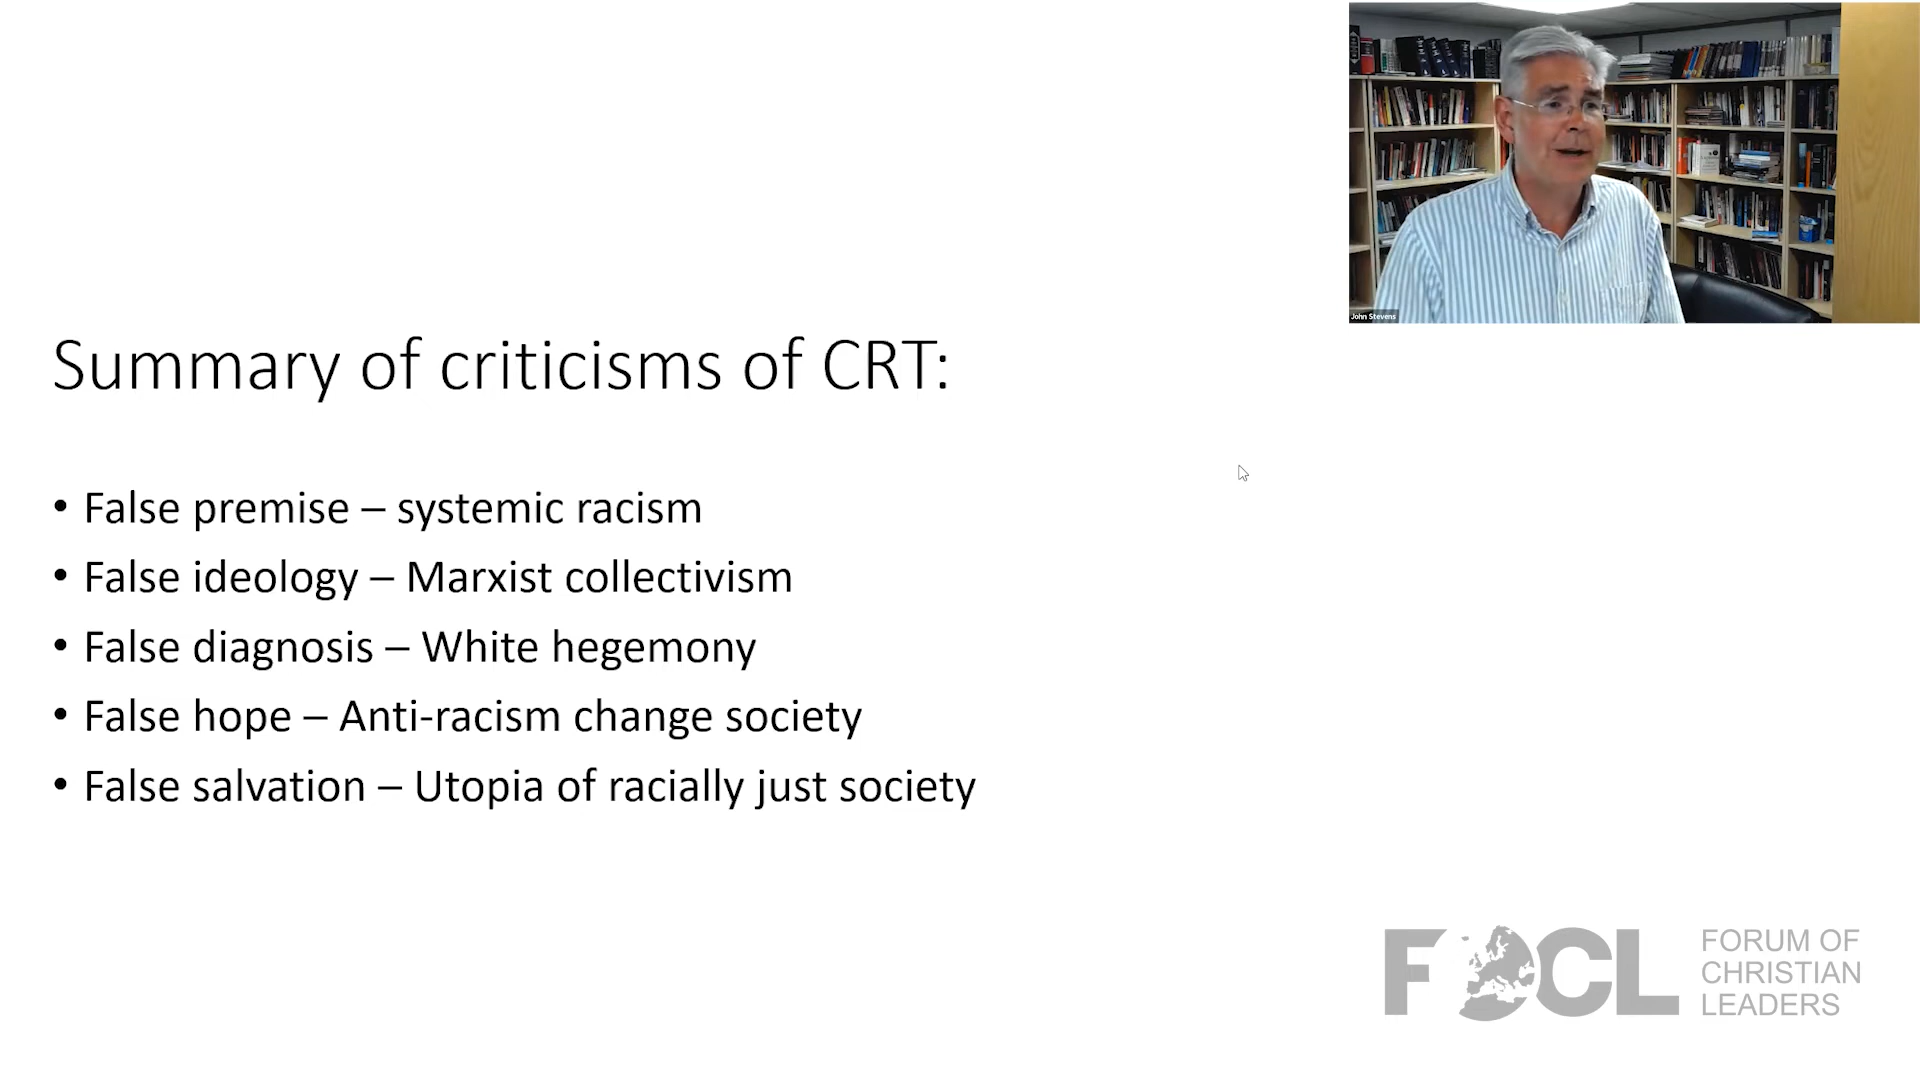 John Stevens
Summary of criticisms of CRT:
• False premise – systemic racism
• False ideology – Marxist collectivism
• False diagnosis – White hegemony
• False hope – Anti-racism change society
• False salvation – Utopia of racially just society
FOCL
FORUM OF
CHRISTIAN
LEADERS